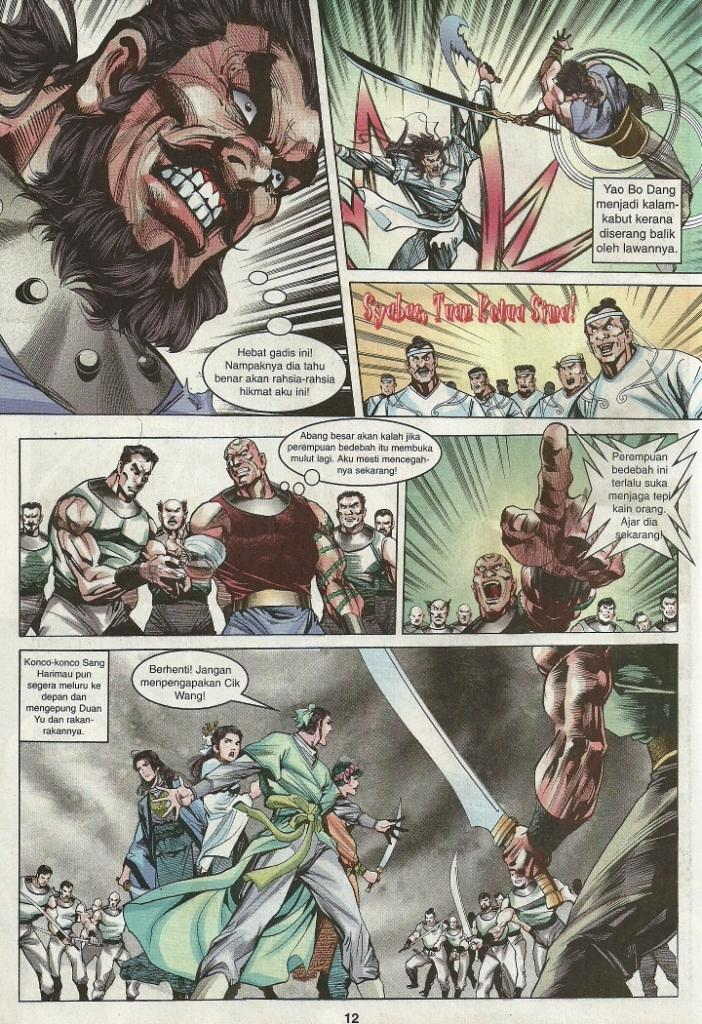 Hebat gadis ini!
Nampaknya dia tahu
benar akan rahsia-rahsia
hikmat aku ini!
Yao Bo Dang
menjadi kalam-
kabut kerana
diserang balik
oleh lawannya.
Syabas, Tuan Ketua Sima!
Abang besar akan kalah jika
perempuan bedebah itu membuka
mulut lagi. Aku mesti mencegah-
nya sekarang!
Perempuan
bedebah ini
terlalu suka
menjaga tepi
kain orang.
Ajar dia
sekarang!
Konco-konco Sang
Harimau pun
segera meluru ke
depan dan
mengepung Duan
Yu dan rakan-
rakannya.
Berhenti! Jangan
menpengapakan Cik
Wang!
12